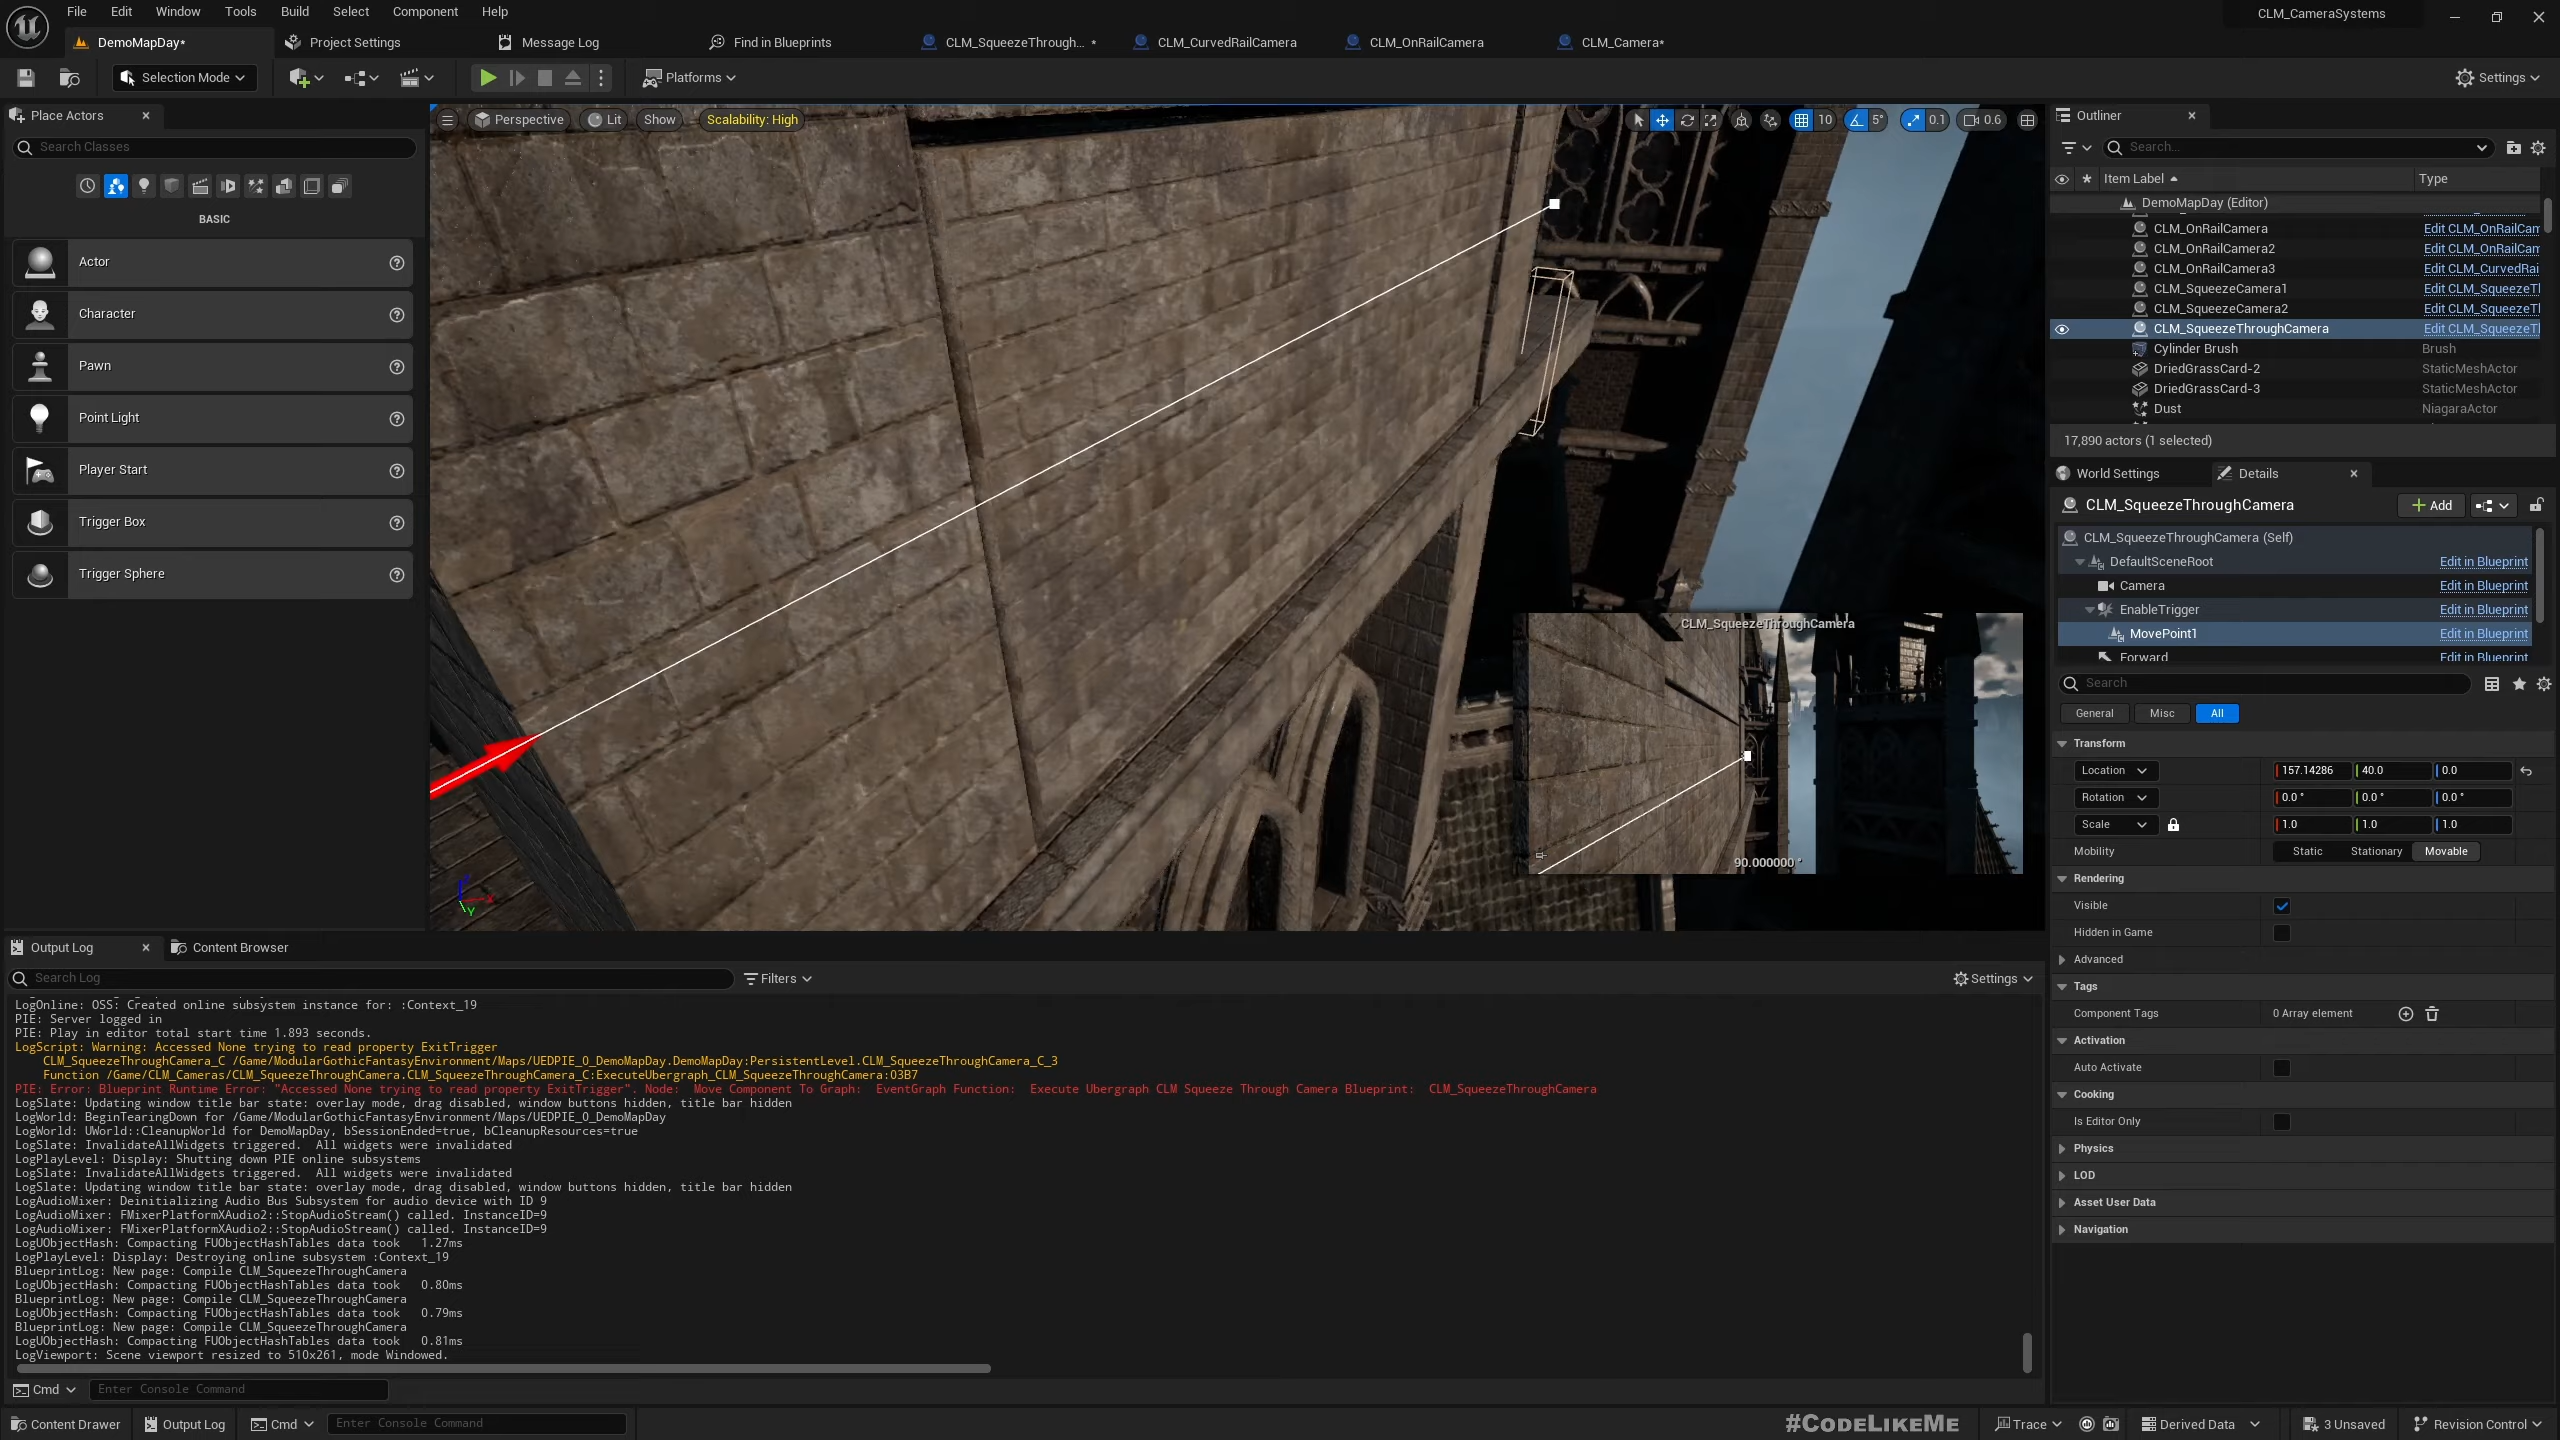 File Edit Window Tools Build Select Component Help
CLM_CameraSystems
DemoMapDay*
Project Settings
Message Log
Find in Blueprints
CLM_SqueezeThrough... *
CLM_CurvedRailCamera
CLM_OnRailCamera
CLM_Camera*
Selection Mode
Platforms
Settings
Place Actors
Search Classes
BASIC
Actor
Character
Pawn
Point Light
Player Start
Trigger Box
Trigger Sphere
Perspective
Lit
Show
Scalability: High
10
5°
0.1
0.6
CLM_SqueezeThroughCamera
90.000000 °
X
Y
Outliner
Search...
Item Label
Type
DemoMapDay (Editor)
CLM_OnRailCamera Edit CLM_OnRailCam
CLM_OnRailCamera2 Edit CLM_OnRailCam
CLM_OnRailCamera3 Edit CLM_CurvedRai
CLM_SqueezeCamera1 Edit CLM_SqueezeTl
CLM_SqueezeCamera2 Edit CLM_SqueezeTl
CLM_SqueezeThroughCamera Edit CLM_SqueezeTl
Cylinder Brush Brush
DriedGrassCard-2 StaticMeshActor
DriedGrassCard-3 StaticMeshActor
Dust NiagaraActor
17,890 actors (1 selected)
World Settings
Details
CLM_SqueezeThroughCamera
Add
CLM_SqueezeThroughCamera (Self)
DefaultSceneRoot Edit in Blueprint
Camera Edit in Blueprint
EnableTrigger Edit in Blueprint
MovePoint1 Edit in Blueprint
Forward Edit in Blueprint
Search
General Misc All
Transform
Location 157.14286 40.0 0.0
Rotation 0.0 ° 0.0 ° 0.0 °
Scale 1.0 1.0 1.0
Mobility Static Stationary Movable
Rendering
Visible
Hidden in Game
Advanced
Tags
Component Tags 0 Array element
Activation
Auto Activate
Cooking
Is Editor Only
Physics
LOD
Asset User Data
Navigation
Output Log
Content Browser
Search Log
Filters
Settings
LogOnline: OSS: Created online subsystem instance for: :Context_19
PIE: Server logged in
PIE: Play in editor total start time 1.893 seconds.
LogScript: Warning: Accessed None trying to read property ExitTrigger
CLM_SqueezeThroughCamera_C /Game/ModularGothicFantasyEnvironment/Maps/UEDPIE_0_DemoMapDay.DemoMapDay:PersistentLevel.CLM_SqueezeThroughCamera_C_3
Function /Game/CLM_Cameras/CLM_SqueezeThroughCamera.CLM_SqueezeThroughCamera_C:ExecuteUbergraph_CLM_SqueezeThroughCamera:03B7
PIE: Error: Blueprint Runtime Error: "Accessed None trying to read property ExitTrigger". Node: Move Component To Graph: EventGraph Function: Execute Ubergraph CLM Squeeze Through Camera Blueprint: CLM_SqueezeThroughCamera
LogSlate: Updating window title bar state: overlay mode, drag disabled, window buttons hidden, title bar hidden
LogWorld: BeginTearingDown for /Game/ModularGothicFantasyEnvironment/Maps/UEDPIE_0_DemoMapDay
LogWorld: UWorld::CleanupWorld for DemoMapDay, bSessionEnded=true, bCleanupResources=true
LogSlate: InvalidateAllWidgets triggered. All widgets were invalidated
LogPlayLevel: Display: Shutting down PIE online subsystems
LogSlate: InvalidateAllWidgets triggered. All widgets were invalidated
LogSlate: Updating window title bar state: overlay mode, drag disabled, window buttons hidden, title bar hidden
LogAudioMixer: Deinitializing Audio Bus Subsystem for audio device with ID 9
LogAudioMixer: FMixerPlatformXAudio2::StopAudioStream() called. InstanceID=9
LogAudioMixer: FMixerPlatformXAudio2::StopAudioStream() called. InstanceID=9
LogUObjectHash: Compacting FUObjectHashTables data took 1.27ms
LogPlayLevel: Display: Destroying online subsystem :Context_19
BlueprintLog: New page: Compile CLM_SqueezeThroughCamera
LogUObjectHash: Compacting FUObjectHashTables data took 0.80ms
BlueprintLog: New page: Compile CLM_SqueezeThroughCamera
LogUObjectHash: Compacting FUObjectHashTables data took 0.79ms
BlueprintLog: New page: Compile CLM_SqueezeThroughCamera
LogUObjectHash: Compacting FUObjectHashTables data took 0.81ms
LogViewport: Scene viewport resized to 510x261, mode Windowed.
Cmd
Enter Console Command
Content Drawer
Output Log
Cmd
Enter Console Command
#CODELIKEME
Trace
Derived Data
3 Unsaved
Revision Control